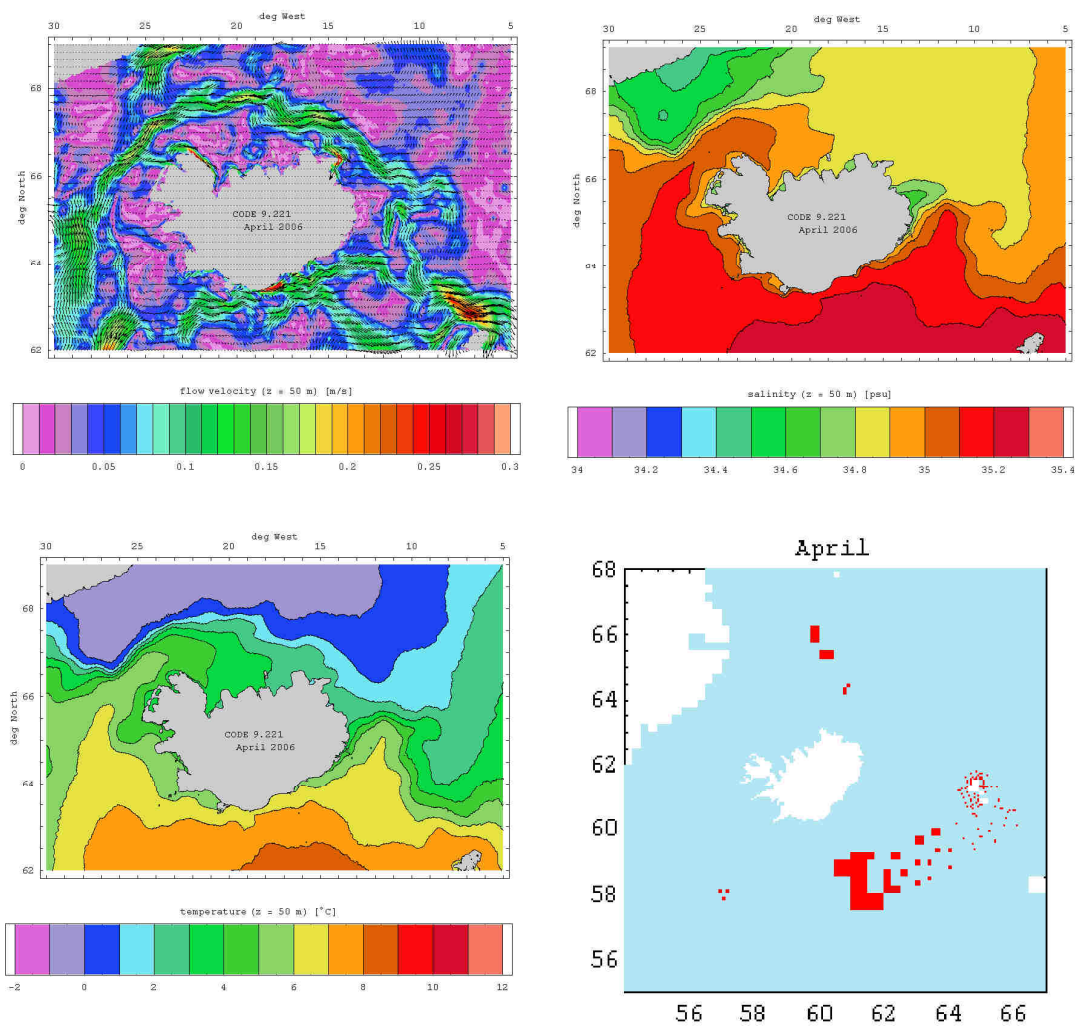 deg West
30 25 20 15 10 5
68
66
64
62
deg North
CODE 9.221
April 2006
flow velocity (z = 50 m) [m/s]
0 0.05 0.1 0.15 0.2 0.25 0.3
deg West
30 25 20 15 10 5
68
66
64
62
deg North
CODE 9.221
April 2006
salinity (z = 50 m) [psu]
34 34.2 34.4 34.6 34.8 35 35.2 35.4
deg West
30 25 20 15 10 5
68
66
64
62
deg North
CODE 9.221
April 2006
temperature (z = 50 m) [°C]
-2 0 2 4 6 8 10 12
April
68
66
64
62
60
58
56
56 58 60 62 64 66